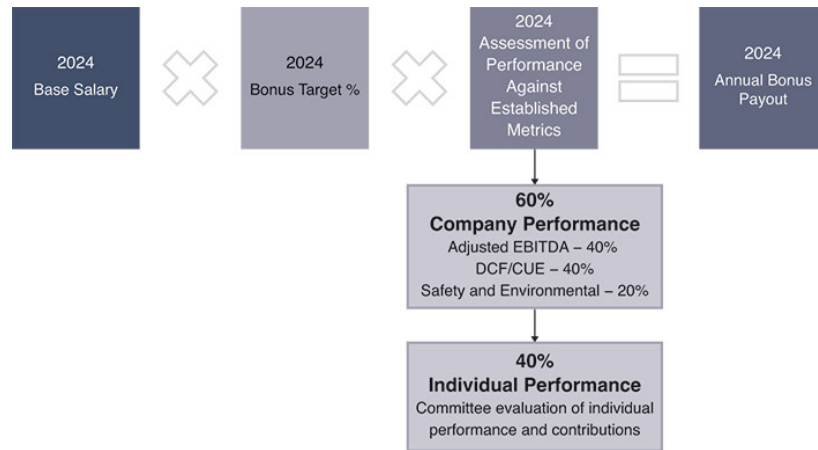 2024
Base Salary
2024
Bonus Target %
2024
Assessment of
Performance
Against
Established
Metrics
2024
Annual Bonus
Payout
60%
Company Performance
Adjusted EBITDA – 40%
DCF/CUE – 40%
Safety and Environmental – 20%
40%
Individual Performance
Committee evaluation of individual
performance and contributions